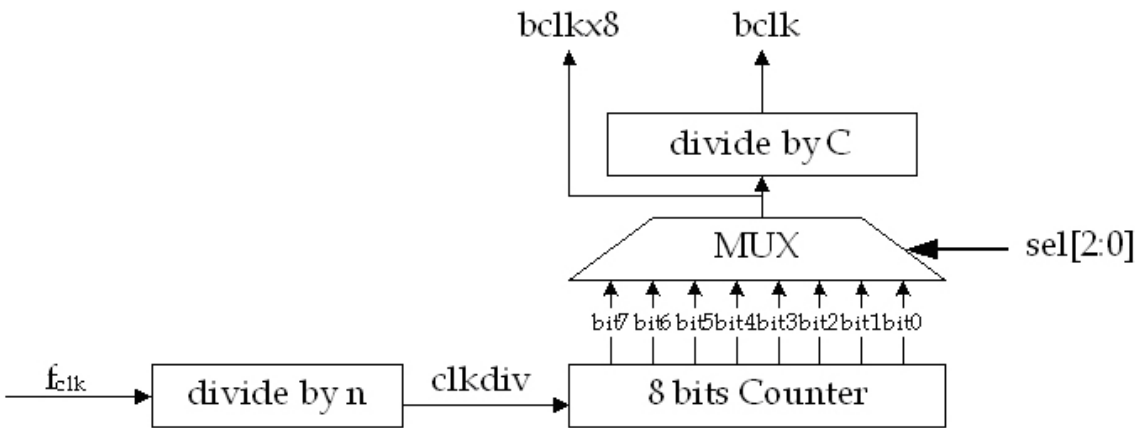 bclkx8 bclk
divide by C
MUX
sel[2:0]
bit7 bit6 bit5 bit4 bit3 bit2 bit1 bit0
fclk
divide by n
clkdiv
8 bits Counter